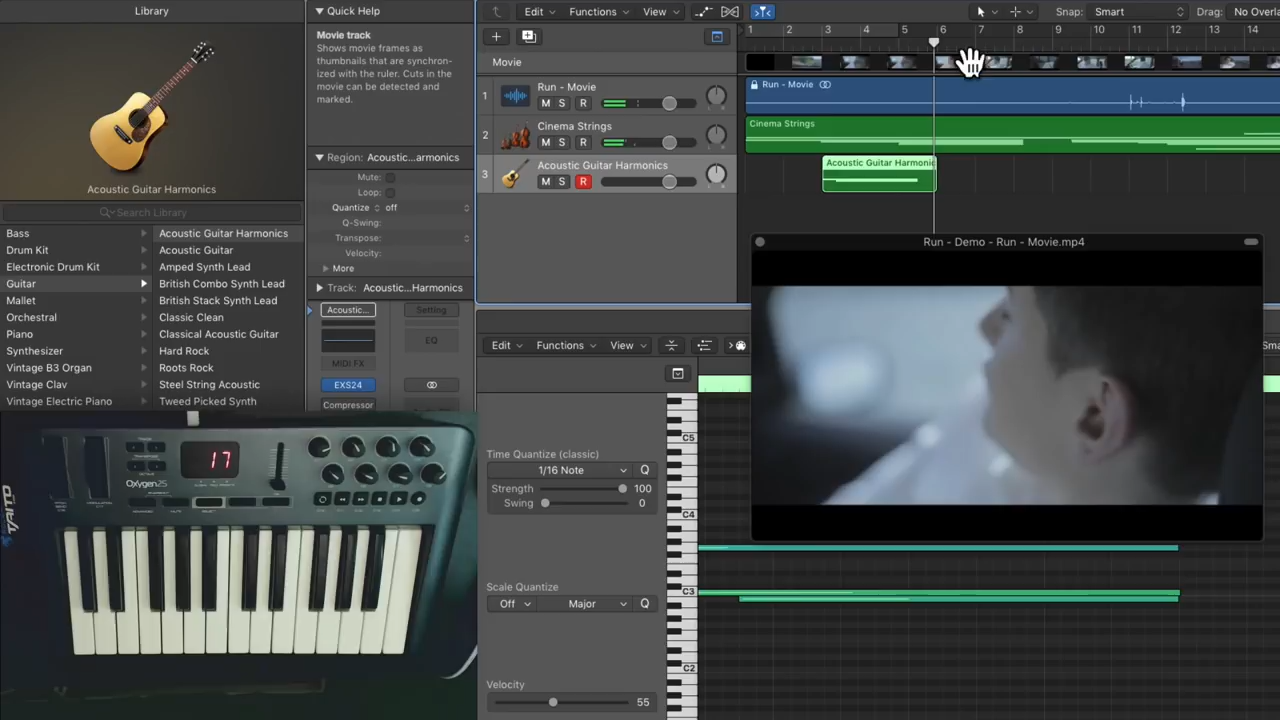 Library
Quick Help
Edit
Functions
View
Snap: Smart
Drag: No Overla
Movie track
Shows movie frames as
thumbnails that are synchron-
ized with the ruler. Cuts in the
movie can be detected and
marked.
1 2 3 4 5 6 7 8 9 10 11 12 13 14
Movie
1
Run - Movie
M S R
Run - Movie
2
Cinema Strings
M S R
Cinema Strings
3
Acoustic Guitar Harmonics
M S R
Acoustic Guitar Harmonic
Acoustic Guitar Harmonics
Region: Acoustic...armonics
Mute:
Loop:
Quantize off
Q-Swing:
Transpose:
Velocity:
More
Track: Acoustic...Harmonics
Search Library
Bass
Drum Kit
Electronic Drum Kit
Guitar
Mallet
Orchestral
Piano
Synthesizer
Vintage B3 Organ
Vintage Clav
Vintage Electric Piano
Acoustic Guitar Harmonics
Acoustic Guitar
Amped Synth Lead
British Combo Synth Lead
British Stack Synth Lead
Classic Clean
Classical Acoustic Guitar
Hard Rock
Roots Rock
Steel String Acoustic
Tweed Picked Synth
Acoustic...
Setting
EQ
MIDI FX
EXS24
Compressor
Run - Demo - Run - Movie.mp4
Edit
Functions
View
Sma
Time Quantize (classic)
1/16 Note
Q
Strength 100
Swing 0
Scale Quantize
Off
Major
Q
Velocity
55
C5
C4
C3
C2
17
Oxygen25